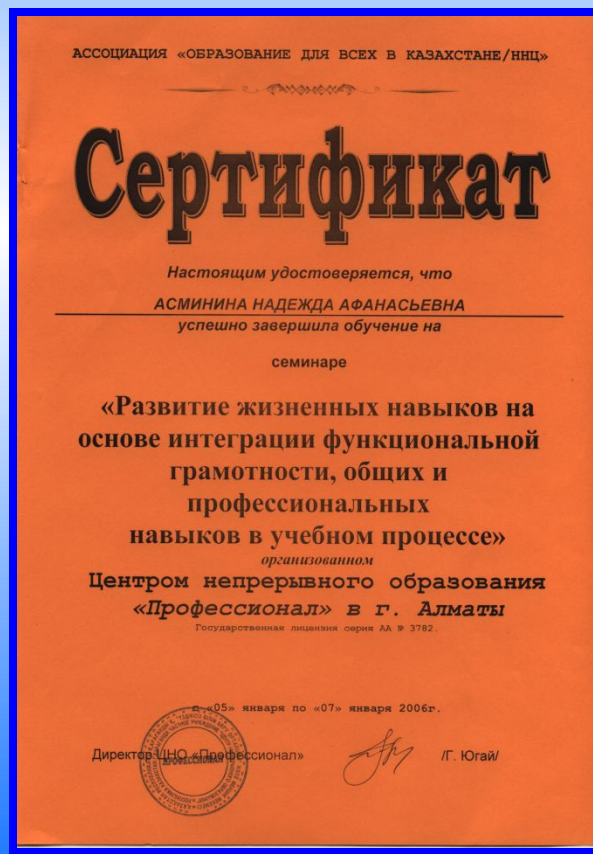 АССОЦИАЦИЯ «ОБРАЗОВАНИЕ ДЛЯ ВСЕХ В КАЗАХСТАНЕ/ННЦ»
Сертификат
Настоящим удостоверяется, что
АСМИНИНА НАДЕЖДА АФАНАСЬЕВНА
успешно завершила обучение на
семинаре
«Развитие жизненных навыков на
основе интеграции функциональной
грамотности, общих и
профессиональных
навыков в учебном процессе»
организованном
Центром непрерывного образования
«Профессионал» в г. Алматы
Государственная лицензия серия АА № 3782.
с «05» января по «07» января 2006г.
Директор ЦНО «Профессионал» /Г. Югай/
ПРОФЕССИОНАЛ